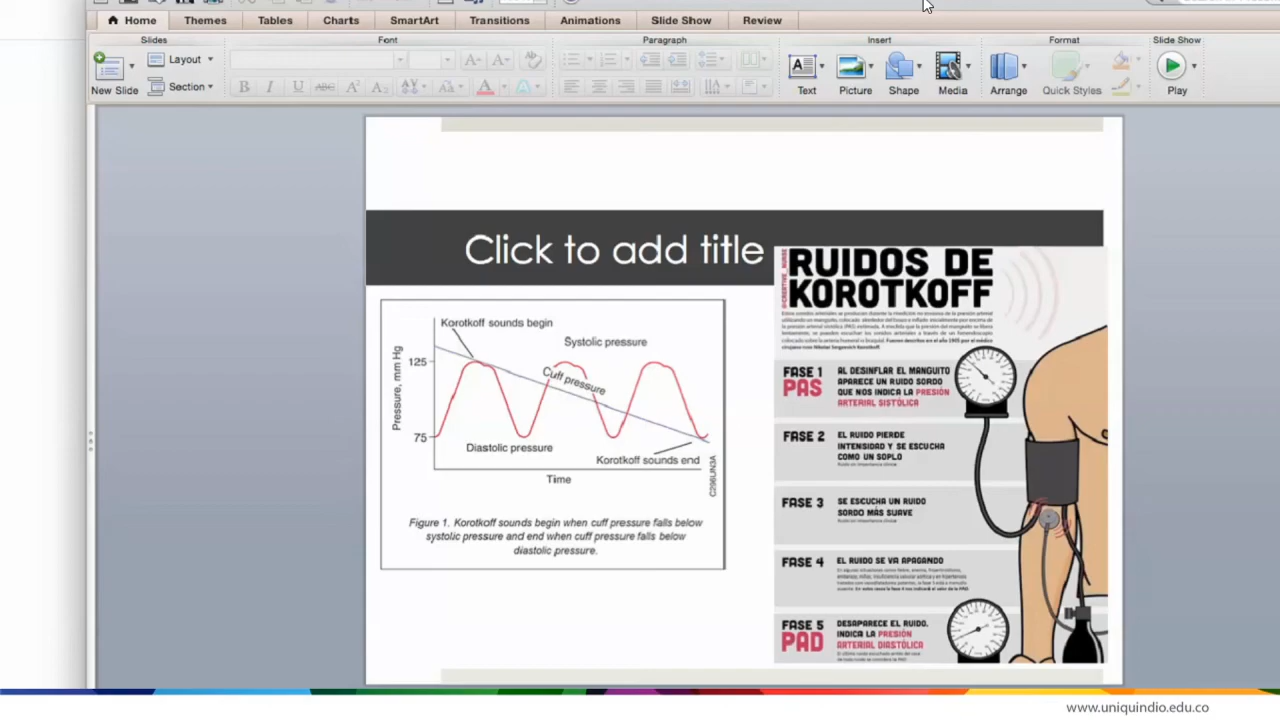 Home Themes Tables Charts SmartArt Transitions Animations Slide Show Review
Slides Font Paragraph Insert Format Slide Show
New Slide
Layout
Section
B I U ABC A² A₂
Text Picture Shape Media Arrange Quick Styles Play
Click to add title
Korotkoff sounds begin
Systolic pressure
Cuff pressure
Pressure, mm Hg
125
75
Diastolic pressure
Korotkoff sounds end
Time
C296UN3A
Figure 1. Korotkoff sounds begin when cuff pressure falls below
systolic pressure and end when cuff pressure falls below
diastolic pressure.
RUIDOS DE
KOROTKOFF
FASE 1
PAS
AL DESINFLAR EL MANGUITO
APARECE UN RUIDO SORDO
QUE NOS INDICA LA PRESIÓN
ARTERIAL SISTÓLICA
FASE 2
EL RUIDO PIERDE
INTENSIDAD Y SE ESCUCHA
COMO UN SOPLO
FASE 3
SE ESCUCHA UN RUIDO
SORDO MÁS SUAVE
FASE 4
EL RUIDO SE VA APAGANDO
FASE 5
PAD
DESAPARECE EL RUIDO.
INDICA LA PRESIÓN
ARTERIAL DIASTÓLICA
www.uniquindio.edu.co